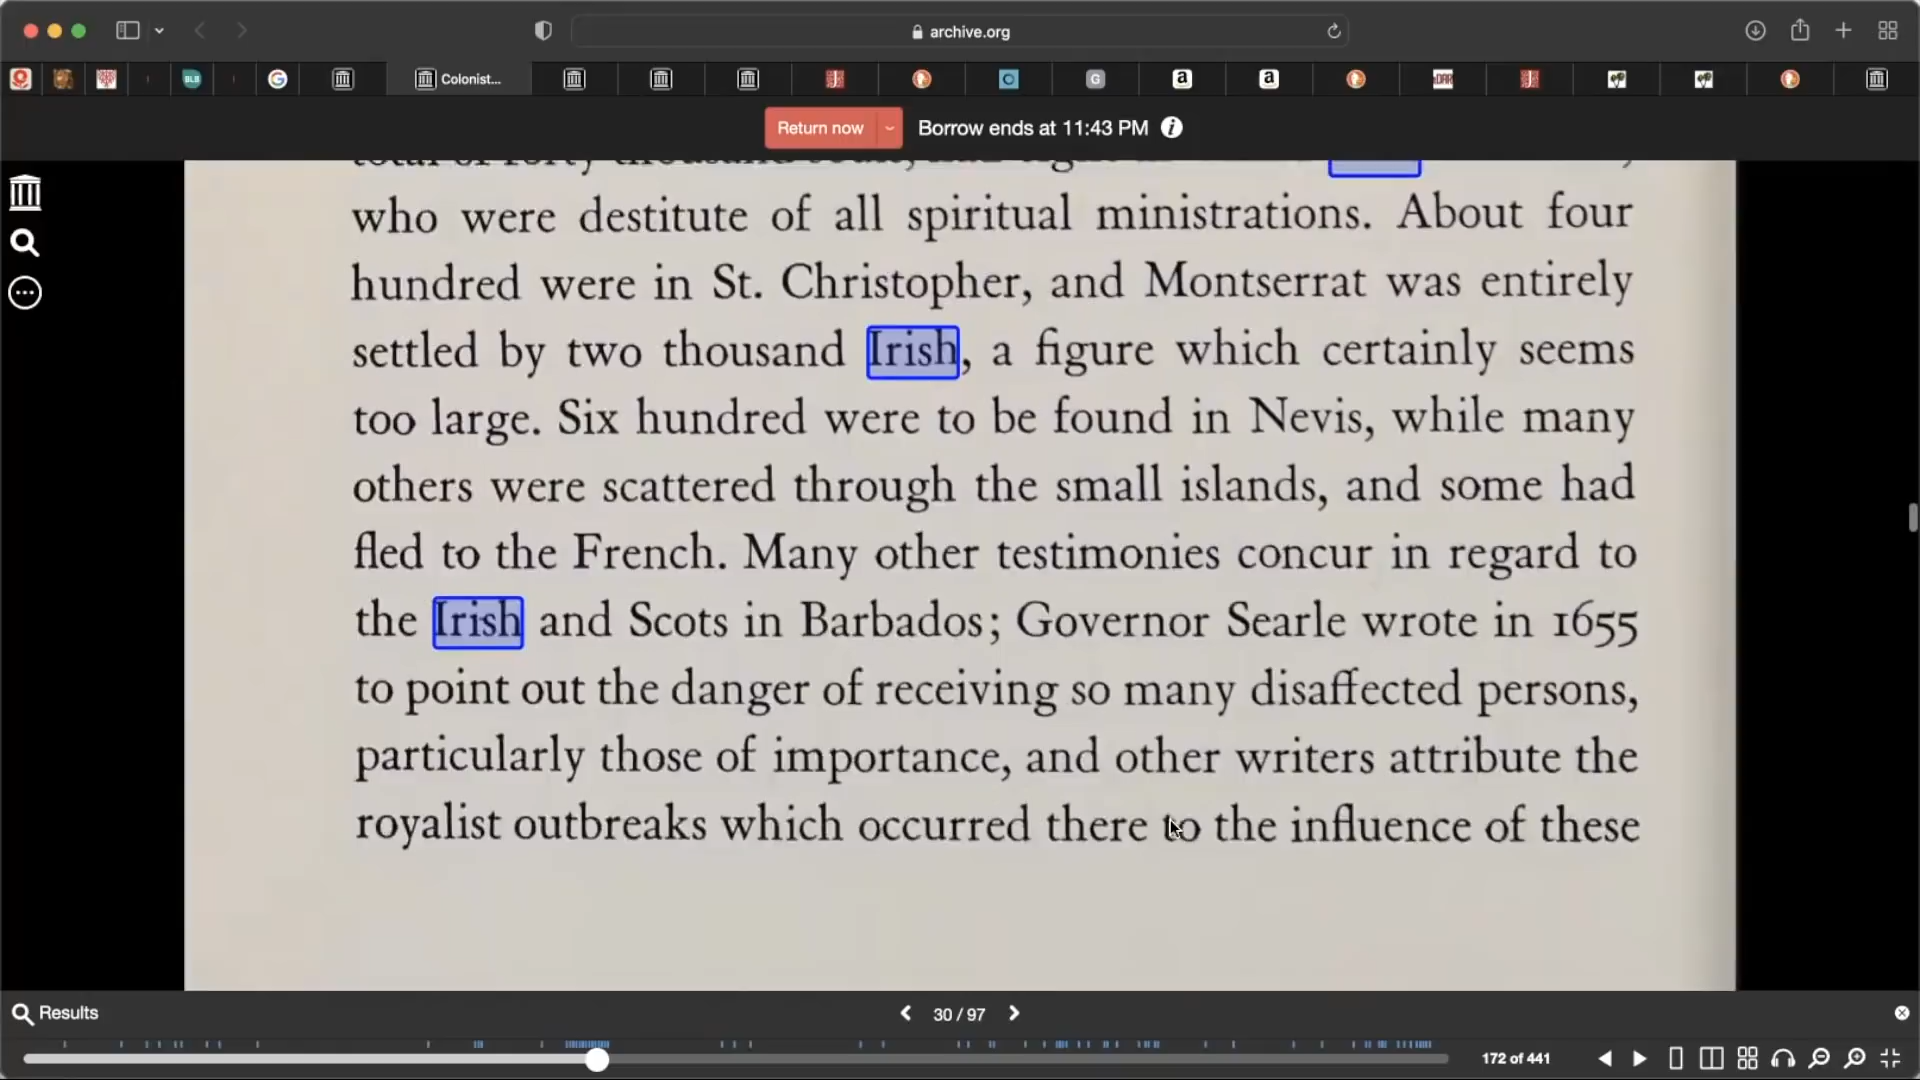 archive.org
BLB
Colonist...
Return now
Borrow ends at 11:43 PM
total of forty thousand souls,
who were destitute of all spiritual ministrations. About four
hundred were in St. Christopher, and Montserrat was entirely
settled by two thousand Irish, a figure which certainly seems
too large. Six hundred were to be found in Nevis, while many
others were scattered through the small islands, and some had
fled to the French. Many other testimonies concur in regard to
the Irish and Scots in Barbados; Governor Searle wrote in 1655
to point out the danger of receiving so many disaffected persons,
particularly those of importance, and other writers attribute the
royalist outbreaks which occurred there to the influence of these
Results
30 / 97
172 of 441